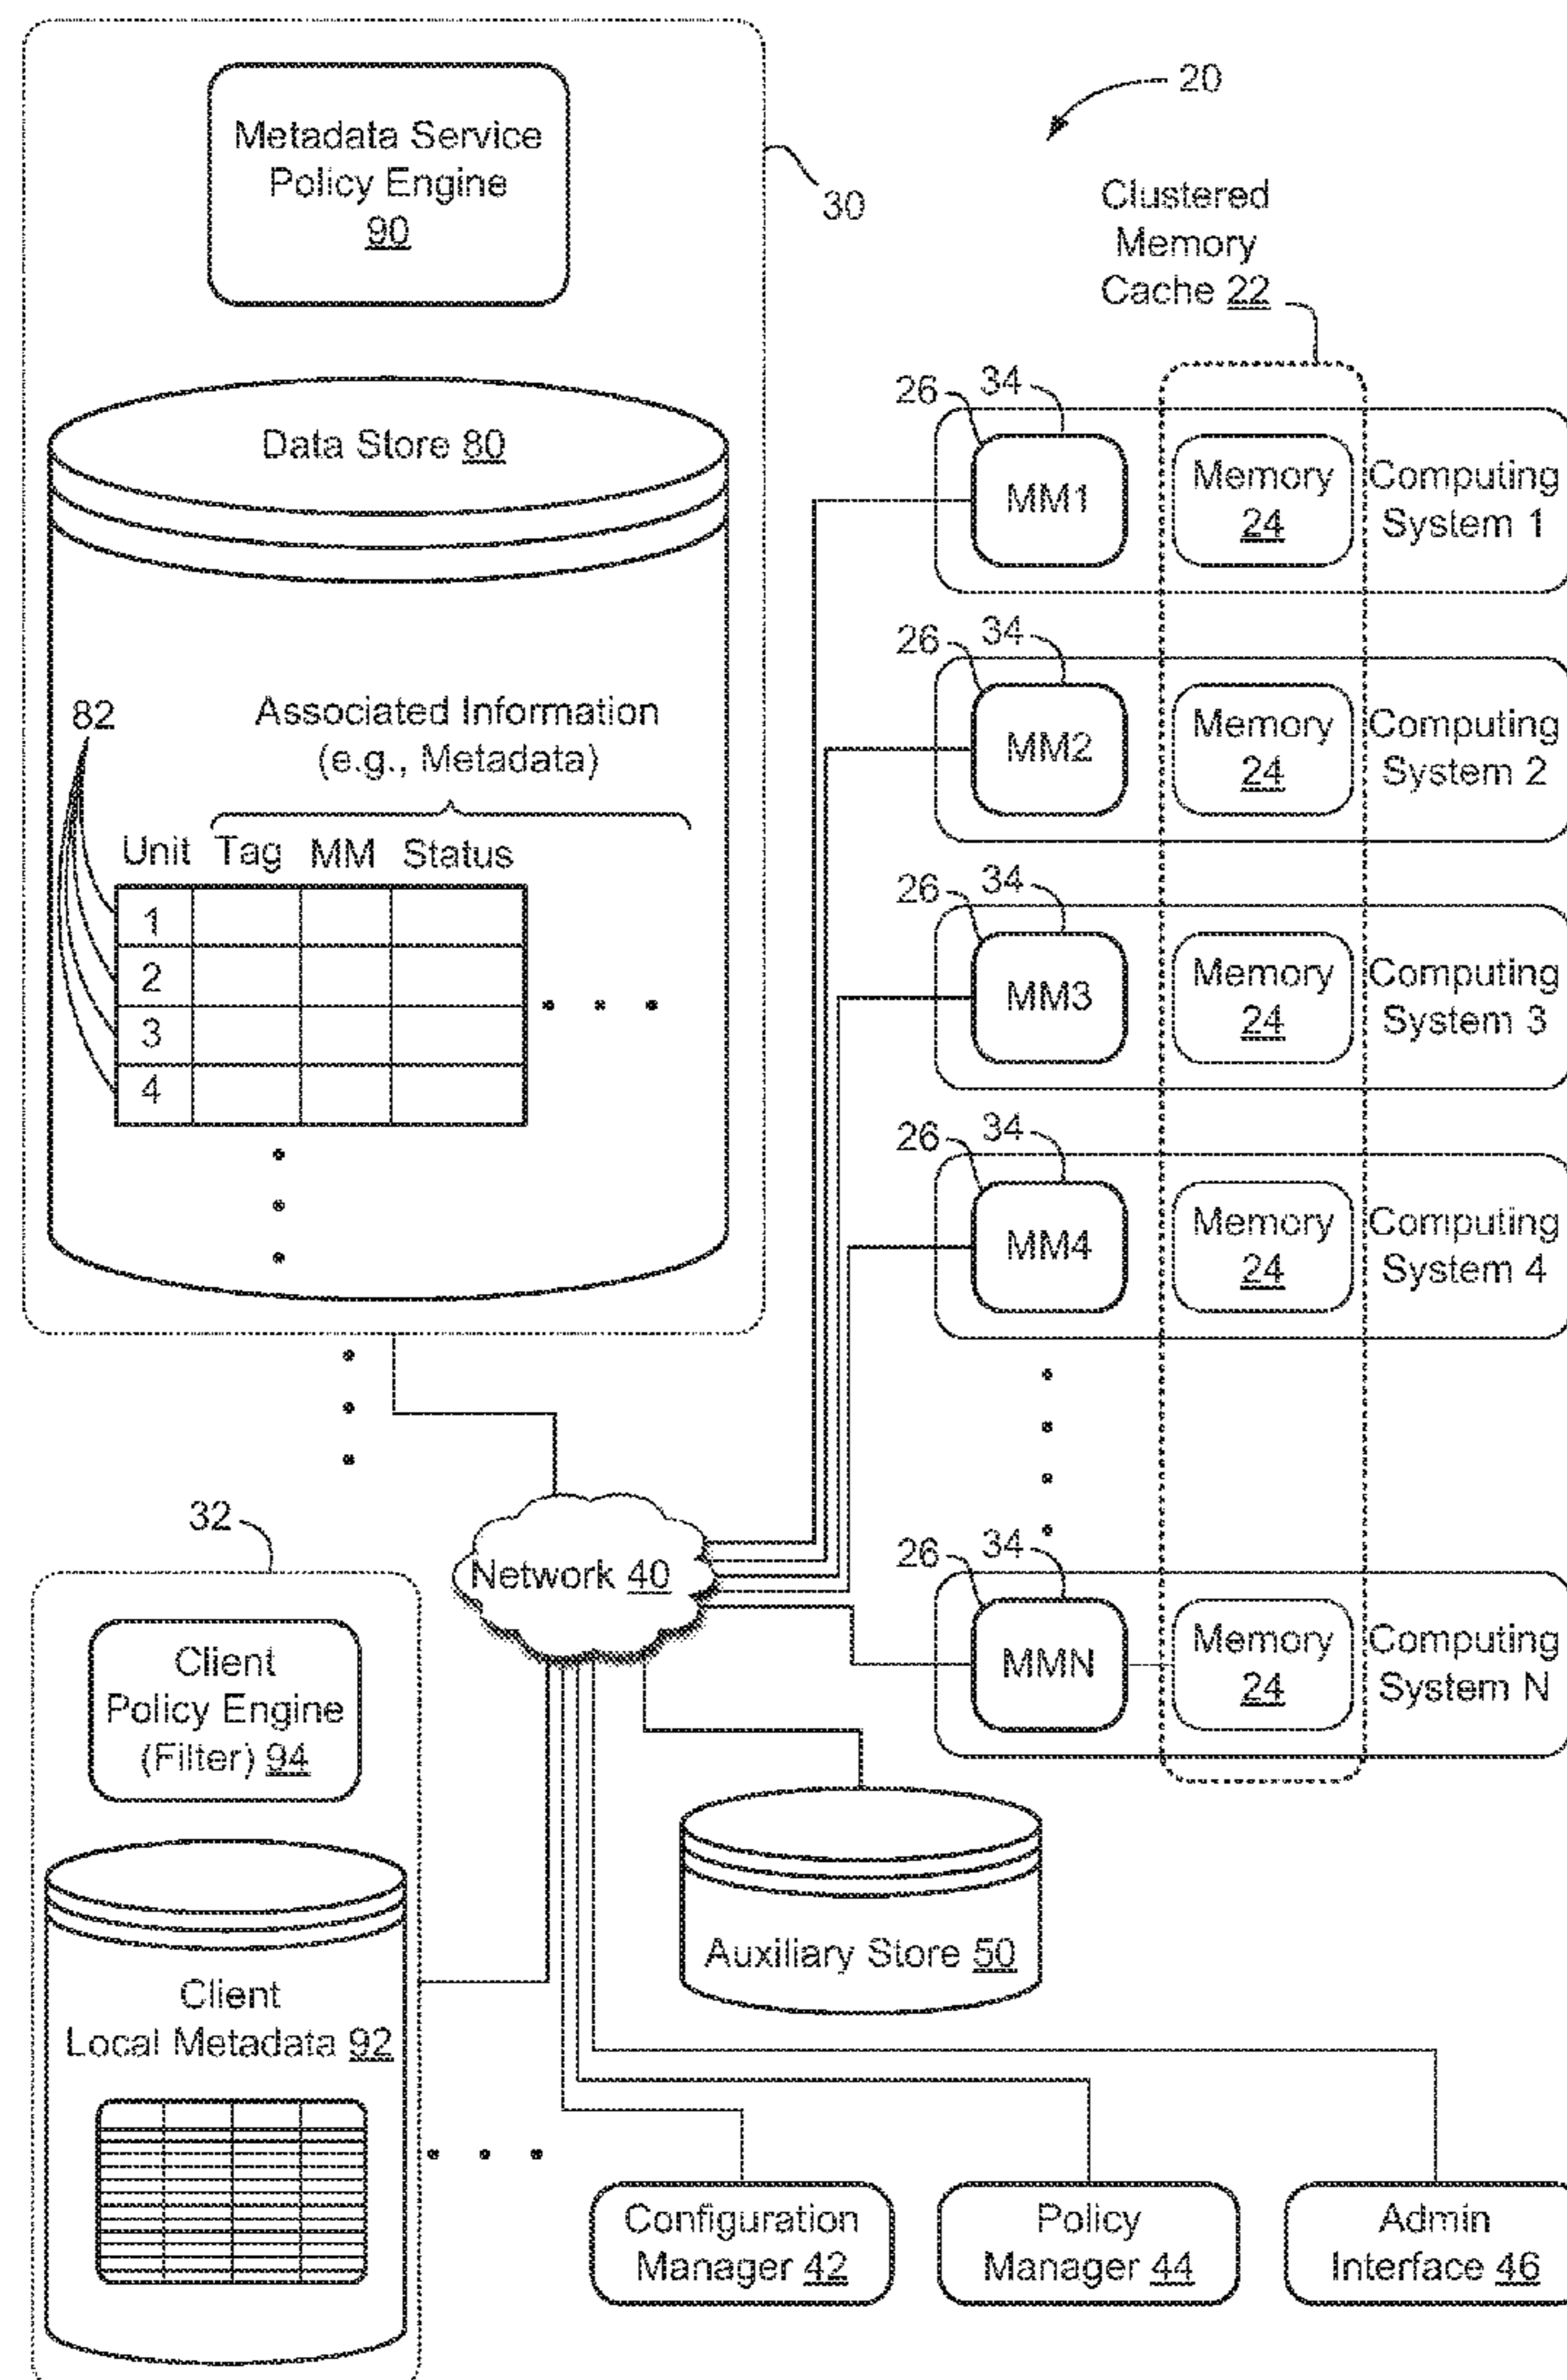 20
Metadata Service
Policy Engine
90
30
Clustered
Memory
Cache 22
Data Store 80
26 34
MM1
Memory
24
Computing
System 1
26 34
MM2
Memory
24
Computing
System 2
82
Associated Information
(e.g., Metadata)
Unit Tag MM Status
1
2
3
4
26 34
MM3
Memory
24
Computing
System 3
26 34
MM4
Memory
24
Computing
System 4
32
Network 40
26 34
MMN
Memory
24
Computing
System N
Client
Policy Engine
(Filter) 94
Auxiliary Store 50
Client
Local Metadata 92
Configuration
Manager 42
Policy
Manager 44
Admin
Interface 46